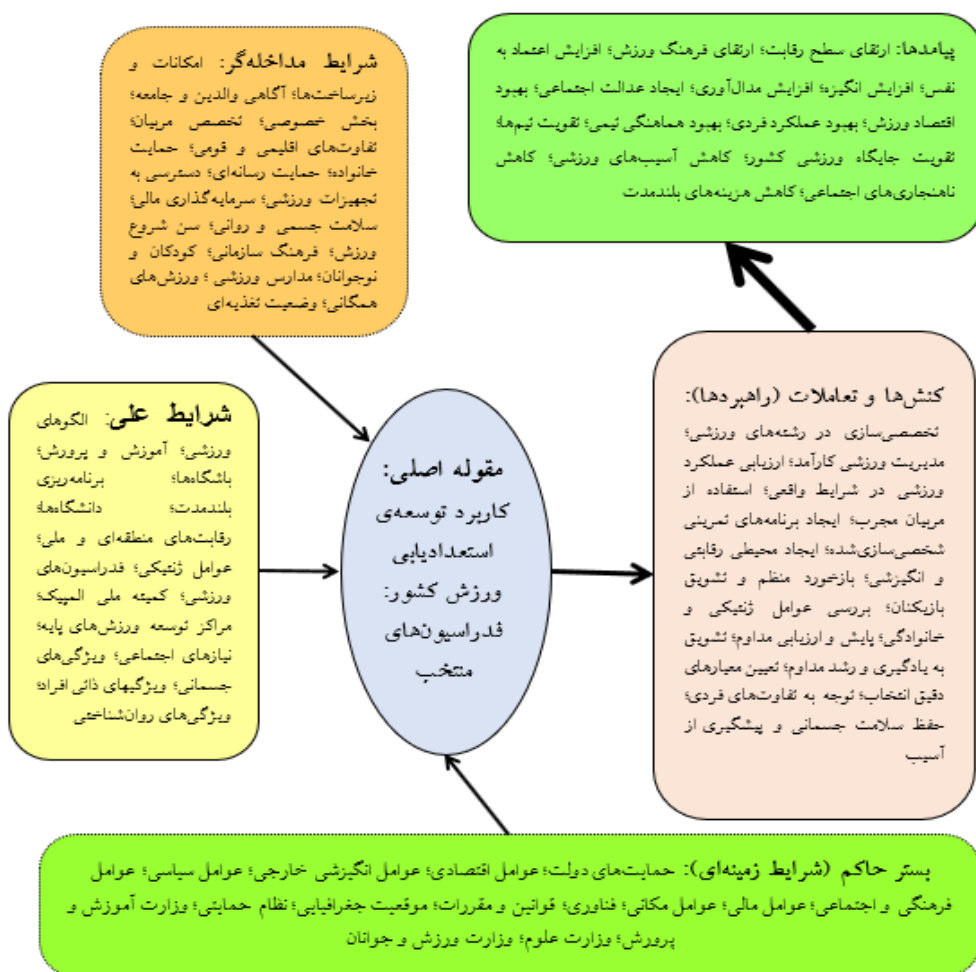 شرایط مداخله‌گر: امکانات و
زیرساخت‌ها؛ آگاهی والدین و جامعه؛
بخش خصوصی؛ تخصص مربیان؛
تفاوت‌های اقلیمی و قومی؛ حمایت
خانواده؛ حمایت رسانه‌ای؛ دسترسی به
تجهیزات ورزشی؛ سرمایه‌گذاری مالی؛
سلامت جسمی و روانی؛ سن شروع
ورزش؛ فرهنگ سازمانی؛ کودکان و
نوجوانان؛ مدارس ورزشی ؛ ورزش‌های
همگانی؛ وضعیت تغذیه‌ای
پیامدها: ارتقای سطح رقابت؛ ارتقای فرهنگ ورزش؛ افزایش اعتماد به
نفس؛ افزایش انگیزه؛ افزایش مدال‌آوری؛ ایجاد عدالت اجتماعی؛ بهبود
اقتصاد ورزش؛ بهبود عملکرد فردی؛ بهبود هماهنگی تیمی؛ تقویت تیم‌ها؛
تقویت جایگاه ورزشی کشور؛ کاهش آسیب‌های ورزشی؛ کاهش
ناهنجاری‌های اجتماعی؛ کاهش هزینه‌های بلندمدت
شرایط علی: الگوهای
ورزشی؛ آموزش و پرورش؛
باشگاه‌ها؛ برنامه‌ریزی
بلندمدت؛ دانشگاه‌ها؛
رقابت‌های منطقه‌ای و ملی؛
عوامل ژنتیکی؛ فدراسیون‌های
ورزشی؛ کمیته ملی المپیک؛
مراکز توسعه ورزش‌های پایه؛
نیازهای اجتماعی؛ ویژگی‌های
جسمانی؛ ویژگیهای ذاتی افراد؛
ویژگی‌های روان‌شناختی
مقوله اصلی:
کاربرد توسعه‌ی
استعدادیابی
ورزش کشور:
فدراسیون‌های
منتخب
کنش‌ها و تعاملات (راهبردها):
تخصصی‌سازی در رشته‌های ورزشی؛
مدیریت ورزشی کارآمد؛ ارزیابی عملکرد
ورزشی در شرایط واقعی؛ استفاده از
مربیان مجرب؛ ایجاد برنامه‌های تمرینی
شخصی‌سازی‌شده؛ ایجاد محیطی رقابتی
و انگیزشی؛ بازخورد منظم و تشویق
بازیکنان؛ بررسی عوامل ژنتیکی و
خانوادگی؛ پایش و ارزیابی مداوم؛ تشویق
به یادگیری و رشد مداوم؛ تعیین معیارهای
دقیق انتخاب؛ توجه به تفاوت‌های فردی؛
حفظ سلامت جسمانی و پیشگیری از
آسیب
بستر حاکم (شرایط زمینه‌ای): حمایت‌های دولت؛ عوامل اقتصادی؛ عوامل انگیزشی خارجی؛ عوامل سیاسی؛ عوامل
فرهنگی و اجتماعی؛ عوامل مالی؛ عوامل مکانی؛ فناوری؛ قوانین و مقررات؛ موقعیت جغرافیایی؛ نظام حمایتی؛ وزارت آموزش و
پرورش؛ وزارت علوم؛ وزارت ورزش و جوانان